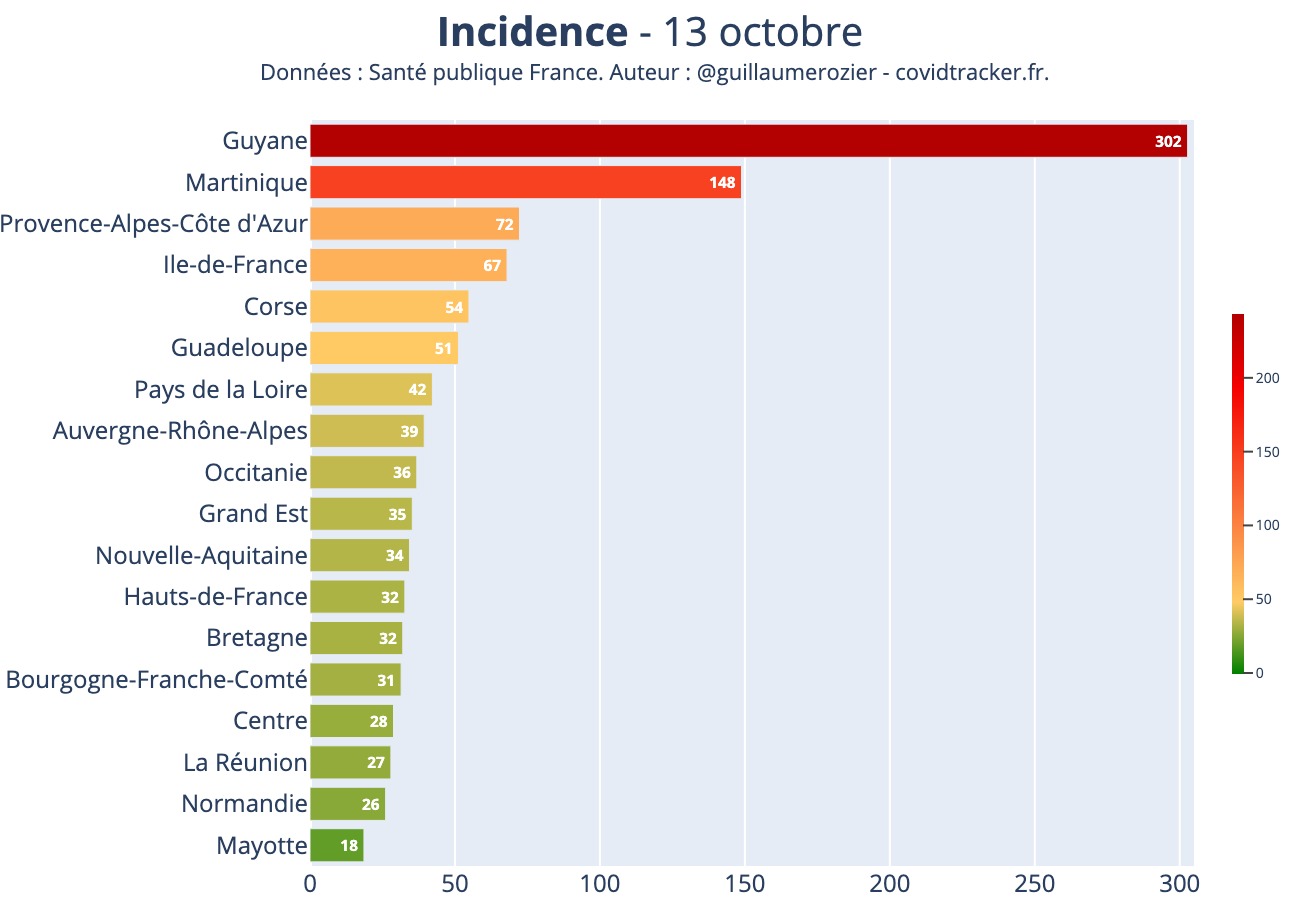 Incidence - 13 octobre
Données : Santé publique France. Auteur : @guillaumerozier - covidtracker.fr.
Guyane 302
Martinique 148
Provence-Alpes-Côte d'Azur 72
Ile-de-France 67
Corse 54
Guadeloupe 51
Pays de la Loire 42
Auvergne-Rhône-Alpes 39
Occitanie 36
Grand Est 35
Nouvelle-Aquitaine 34
Hauts-de-France 32
Bretagne 32
Bourgogne-Franche-Comté 31
Centre 28
La Réunion 27
Normandie 26
Mayotte 18
0 50 100 150 200 250 300
200
150
100
50
0